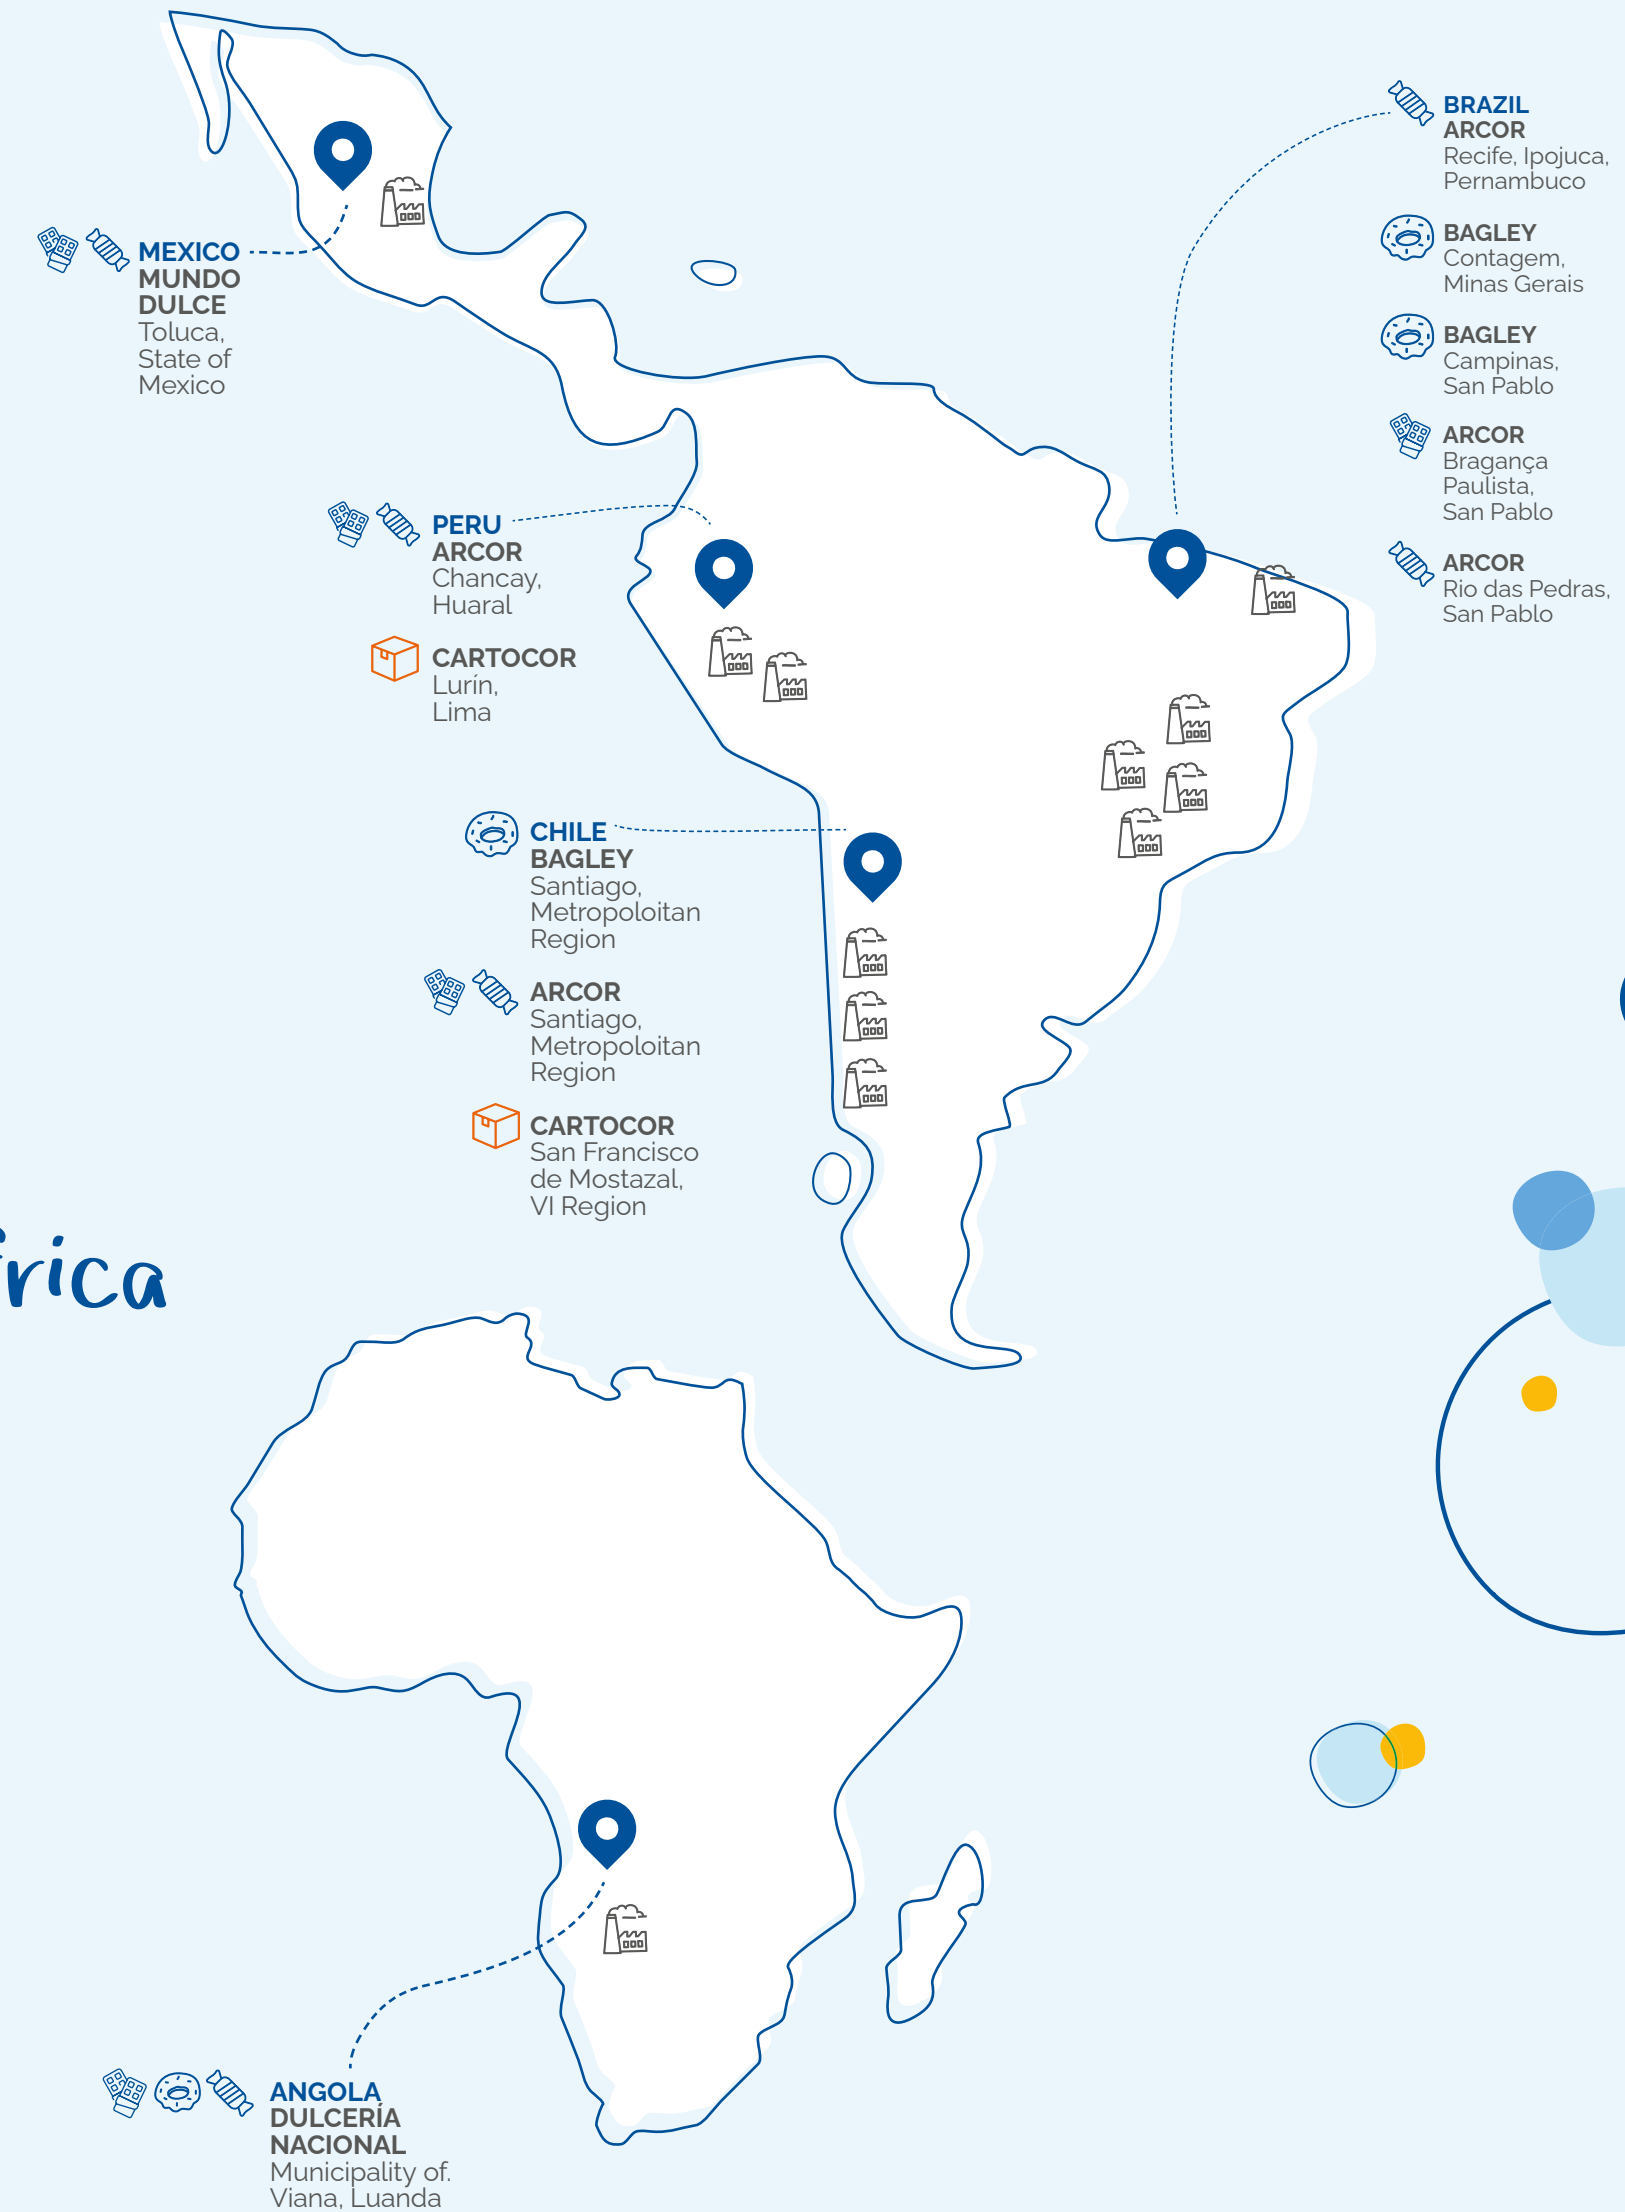 MEXICO
MUNDO
DULCE
Toluca,
State of
Mexico
BRAZIL
ARCOR
Recife, Ipojuca,
Pernambuco
BAGLEY
Contagem,
Minas Gerais
BAGLEY
Campinas,
San Pablo
ARCOR
Bragança
Paulista,
San Pablo
ARCOR
Rio das Pedras,
San Pablo
PERU
ARCOR
Chancay,
Huaral
CARTOCOR
Lurín,
Lima
CHILE
BAGLEY
Santiago,
Metropoloitan
Region
ARCOR
Santiago,
Metropoloitan
Region
CARTOCOR
San Francisco
de Mostazal,
VI Region
rica
ANGOLA
DULCERÍA
NACIONAL
Municipality of.
Viana, Luanda